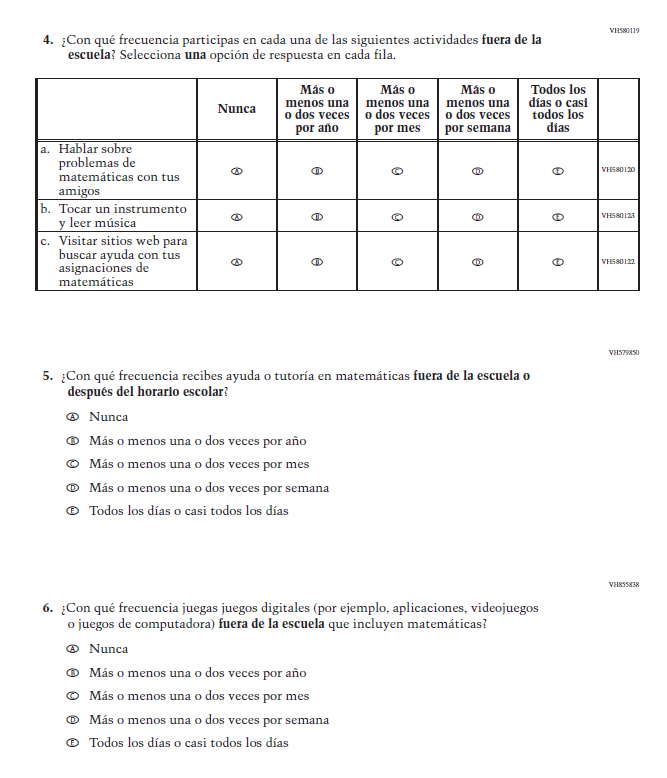 VH580119
4. ¿Con qué frecuencia participas en cada una de las siguientes actividades fuera de la
escuela? Selecciona una opción de respuesta en cada fila.
Nunca
Más o
menos una
o dos veces
por año
Más o
menos una
o dos veces
por mes
Más o
menos una
o dos veces
por semana
Todos los
días o casi
todos los
días
a. Hablar sobre
problemas de
matemáticas con tus
amigos
A B C D E VH580120
b. Tocar un instrumento
y leer música
A B C D E VH580123
c. Visitar sitios web para
buscar ayuda con tus
asignaciones de
matemáticas
A B C D E VH580122
VH579850
5. ¿Con qué frecuencia recibes ayuda o tutoría en matemáticas fuera de la escuela o
después del horario escolar?
A Nunca
B Más o menos una o dos veces por año
C Más o menos una o dos veces por mes
D Más o menos una o dos veces por semana
E Todos los días o casi todos los días
VH855838
6. ¿Con qué frecuencia juegas juegos digitales (por ejemplo, aplicaciones, videojuegos
o juegos de computadora) fuera de la escuela que incluyen matemáticas?
A Nunca
B Más o menos una o dos veces por año
C Más o menos una o dos veces por mes
D Más o menos una o dos veces por semana
E Todos los días o casi todos los días